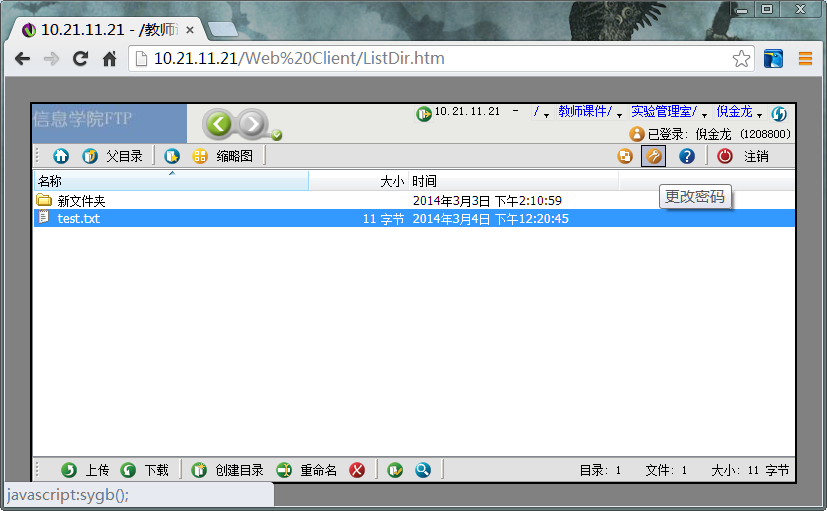 10.21.11.21 - /教师
10.21.11.21/Web%20Client/ListDir.htm
信息学院FTP
10.21.11.21 - / 教师课件/ 实验管理室/ 倪金龙
已登录: 倪金龙 (1208800)
父目录 缩略图 注销
名称 大小 时间
新文件夹 2014年3月3日 下午2:10:59
更改密码
test.txt 11 字节 2014年3月4日 下午12:20:45
上传 下载 创建目录 重命名 目录: 1 文件: 1 大小: 11 字节
javascript:sygb();